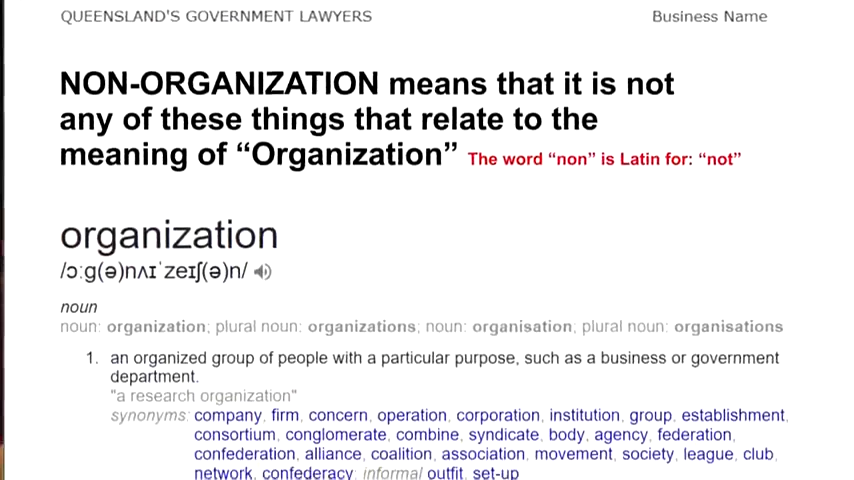 QUEENSLAND'S GOVERNMENT LAWYERS Business Name
NON-ORGANIZATION means that it is not
any of these things that relate to the
meaning of “Organization” The word “non” is Latin for: “not”
organization
/ɔːɡ(ə)nʌɪˈzeɪʃ(ə)n/
noun
noun: organization; plural noun: organizations; noun: organisation; plural noun: organisations
1. an organized group of people with a particular purpose, such as a business or government
department.
"a research organization"
synonyms: company, firm, concern, operation, corporation, institution, group, establishment,
consortium, conglomerate, combine, syndicate, body, agency, federation,
confederation, alliance, coalition, association, movement, society, league, club,
network, confederacy; informal outfit, set-up